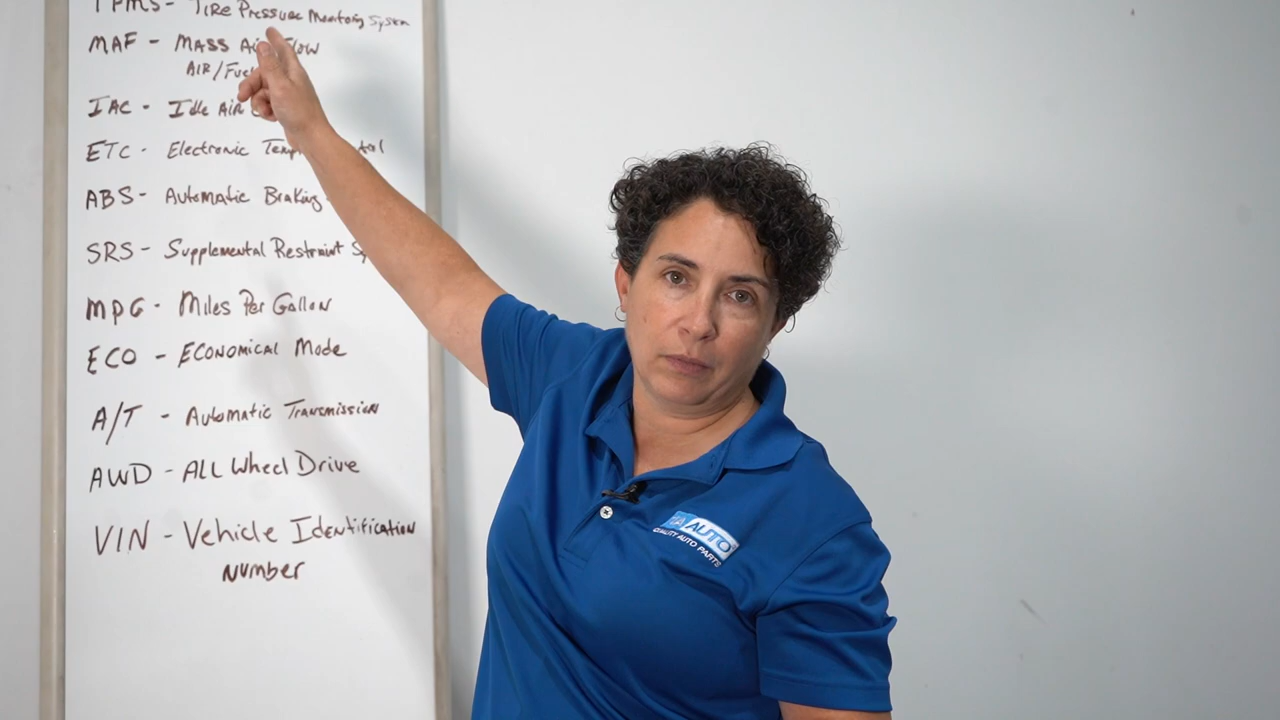 TPMS - Tire Pressure Monitoring System
MAF - MASS Air Flow
AIR/Fuel
IAC - Idle AiR
ETC - Electronic
ABS - Automatic Braking
SRS - Supplemental Restraint
MPG - Miles Per Gallon
ECO - ECONOMICAL Mode
A/T - Automatic Transmission
AWD - ALL Wheel Drive
VIN - Vehicle Identification
Number
AUTO
QUALITY AUTO PARTS